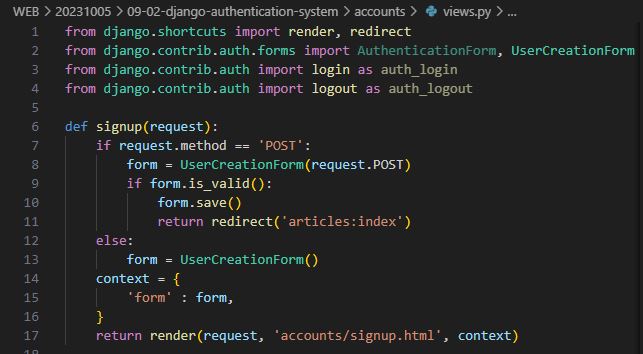 WEB > 20231005 > 09-02-django-authentication-system > accounts > views.py > ...
1 from django.shortcuts import render, redirect
2 from django.contrib.auth.forms import AuthenticationForm, UserCreationForm
3 from django.contrib.auth import login as auth_login
4 from django.contrib.auth import logout as auth_logout
5
6 def signup(request):
7     if request.method == 'POST':
8         form = UserCreationForm(request.POST)
9         if form.is_valid():
10             form.save()
11             return redirect('articles:index')
12     else:
13         form = UserCreationForm()
14     context = {
15         'form' : form,
16     }
17     return render(request, 'accounts/signup.html', context)